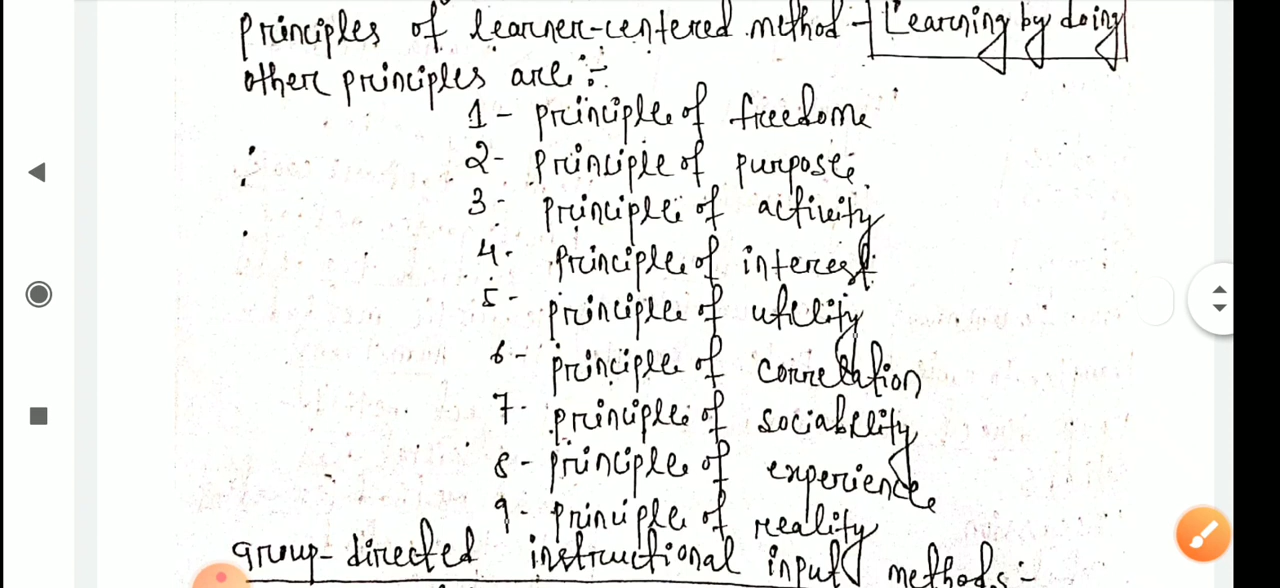 Principles of learner-centered method - Learning by doing
other principles are :-
1 - principle of freedome
2 - principle of purpose
3 - principle of activity
4 - principle of interest
5 - principle of utility
6 - principle of correlation
7 - principle of sociability
8 - principle of experience
9 - principle of reality
group-directed instructional input methods :-